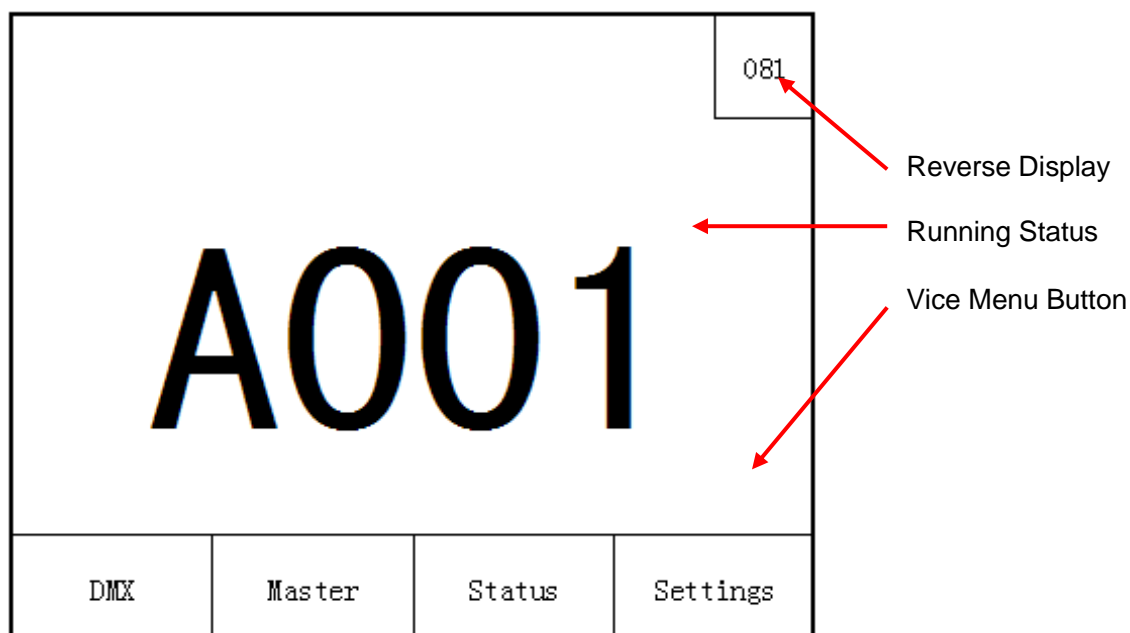 081
Reverse Display
Running Status
Vice Menu Button
A001
DMX Master Status Settings